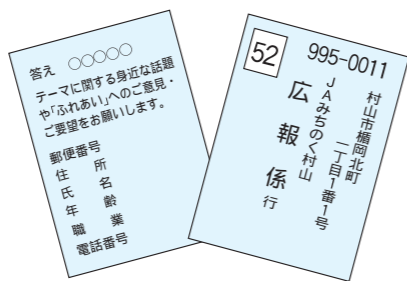 答え ○○○○○
テーマに関する身近な話題
や「ふれあい」へのご意見・
ご要望をお願いします。
郵便番号
住　所
氏　名
年　齢
職　業
電話番号
52
995-0011
村山市楯岡北町
一丁目1番1号
JAみちのく村山
広報係行